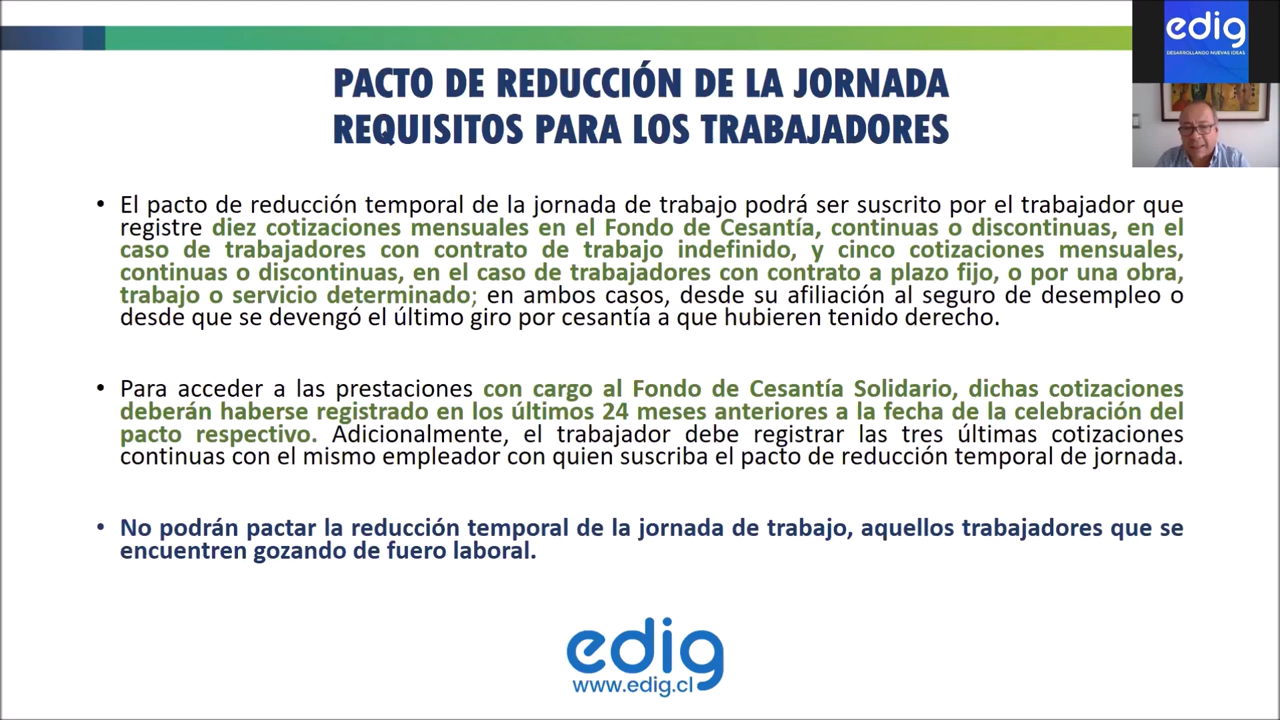 edig
DESARROLLANDO NUEVAS IDEAS
PACTO DE REDUCCIÓN DE LA JORNADA
REQUISITOS PARA LOS TRABAJADORES
• El pacto de reducción temporal de la jornada de trabajo podrá ser suscrito por el trabajador que
registre diez cotizaciones mensuales en el Fondo de Cesantía, continuas o discontinuas, en el
caso de trabajadores con contrato de trabajo indefinido, y cinco cotizaciones mensuales,
continuas o discontinuas, en el caso de trabajadores con contrato a plazo fijo, o por una obra,
trabajo o servicio determinado; en ambos casos, desde su afiliación al seguro de desempleo o
desde que se devengó el último giro por cesantía a que hubieren tenido derecho.
• Para acceder a las prestaciones con cargo al Fondo de Cesantía Solidario, dichas cotizaciones
deberán haberse registrado en los últimos 24 meses anteriores a la fecha de la celebración del
pacto respectivo. Adicionalmente, el trabajador debe registrar las tres últimas cotizaciones
continuas con el mismo empleador con quien suscriba el pacto de reducción temporal de jornada.
• No podrán pactar la reducción temporal de la jornada de trabajo, aquellos trabajadores que se
encuentren gozando de fuero laboral.
edig
www.edig.cl